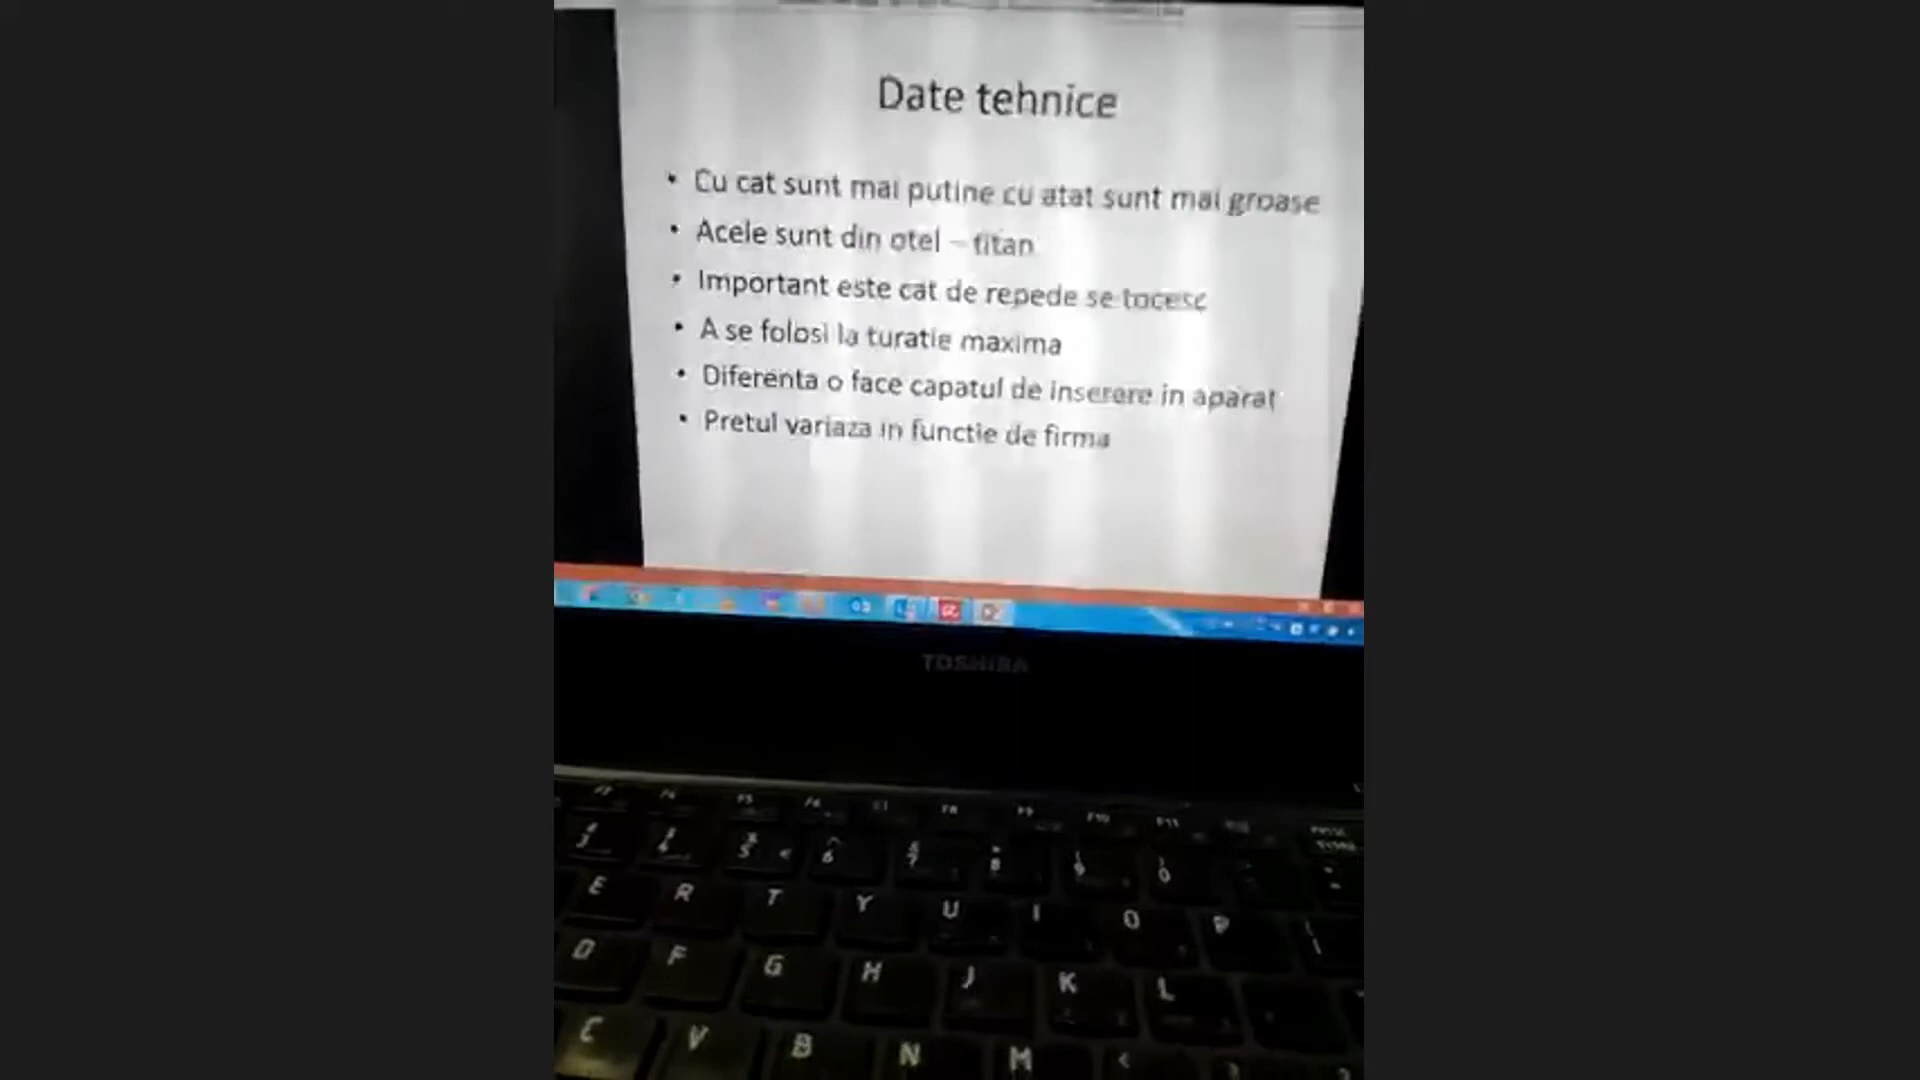 Date tehnice
• Cu cat sunt mai putine cu atat sunt mai groase
• Acele sunt din otel – titan
• Important este cat de repede se tocesc
• A se folosi la turatie maxima
• Diferenta o face capatul de inserere in aparat
• Pretul variaza in functie de firma
TOSHIBA
E R T Y U I O P
D F G H J K L
C V B N M <